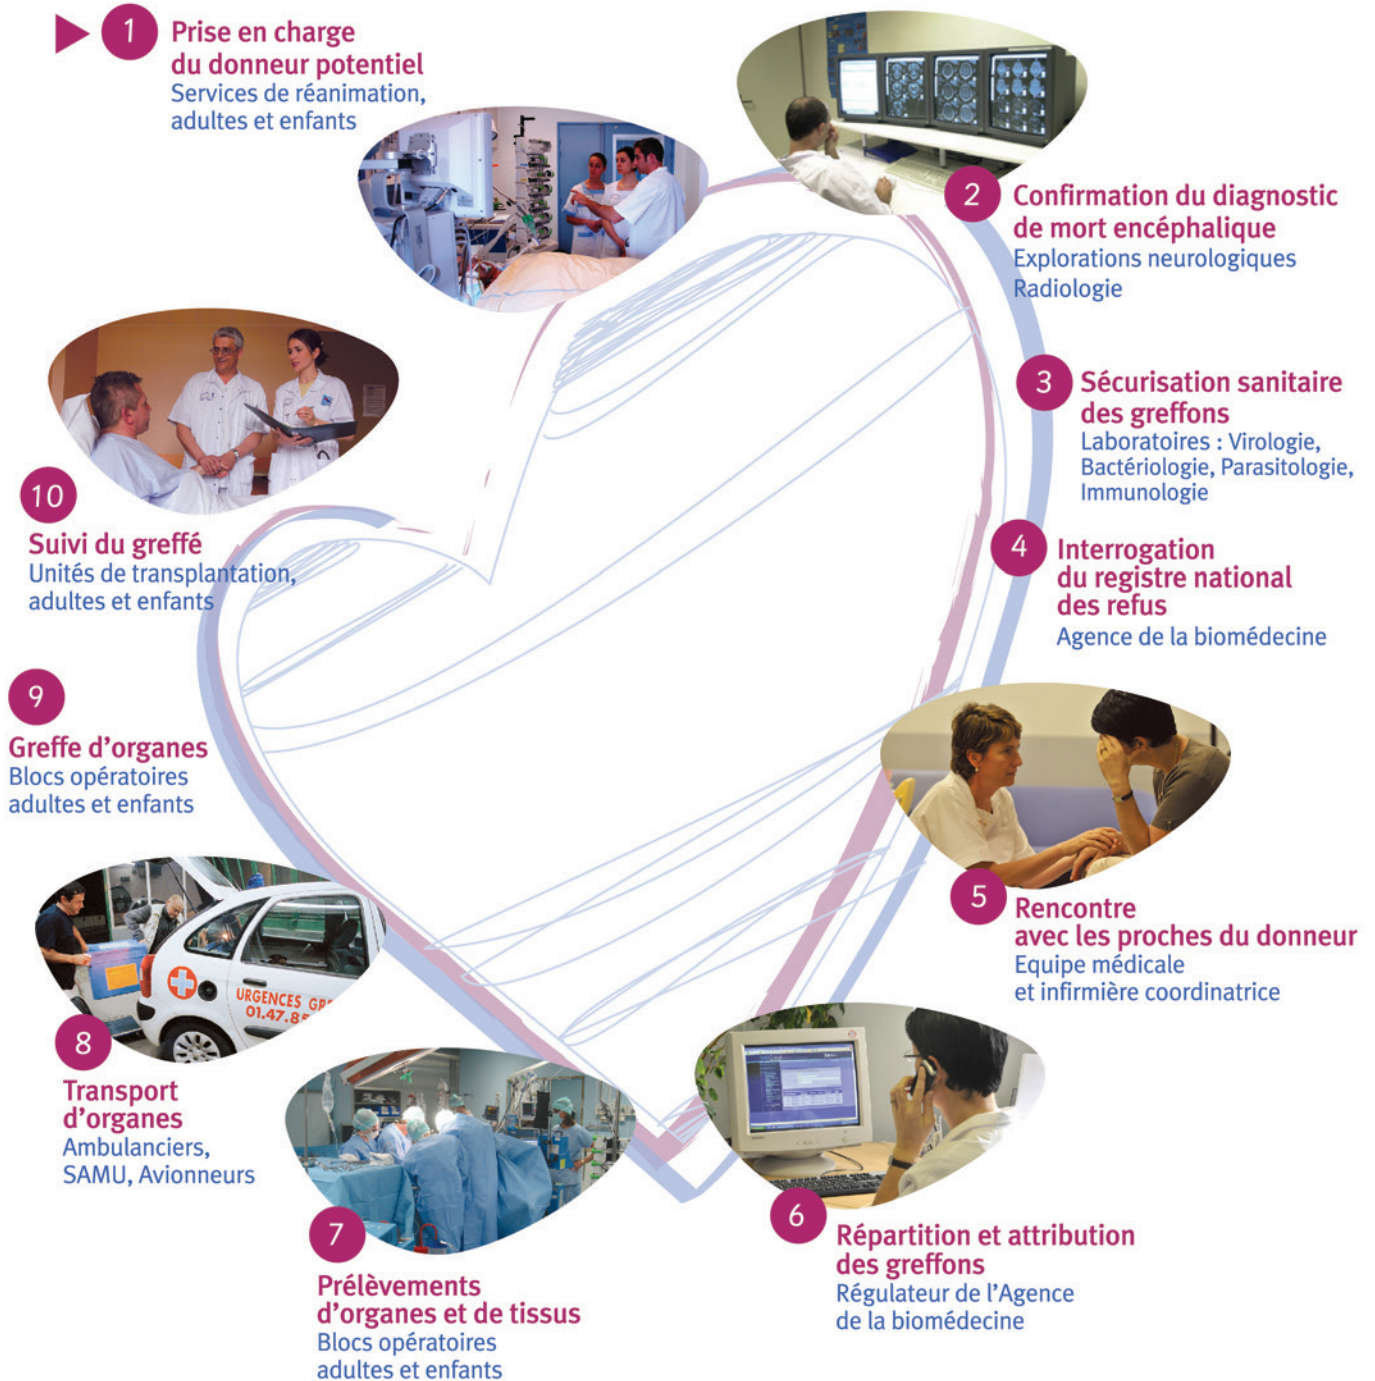 1
Prise en charge
du donneur potentiel
Services de réanimation,
adultes et enfants
2
Confirmation du diagnostic
de mort encéphalique
Explorations neurologiques
Radiologie
3
Sécurisation sanitaire
des greffons
Laboratoires : Virologie,
Bactériologie, Parasitologie,
Immunologie
4
Interrogation
du registre national
des refus
Agence de la biomédecine
5
Rencontre
avec les proches du donneur
Equipe médicale
et infirmière coordinatrice
6
Répartition et attribution
des greffons
Régulateur de l'Agence
de la biomédecine
7
Prélèvements
d'organes et de tissus
Blocs opératoires
adultes et enfants
URGENCES GR
01.47.85
8
Transport
d'organes
Ambulanciers,
SAMU, Avionneurs
9
Greffe d'organes
Blocs opératoires
adultes et enfants
10
Suivi du greffé
Unités de transplantation,
adultes et enfants